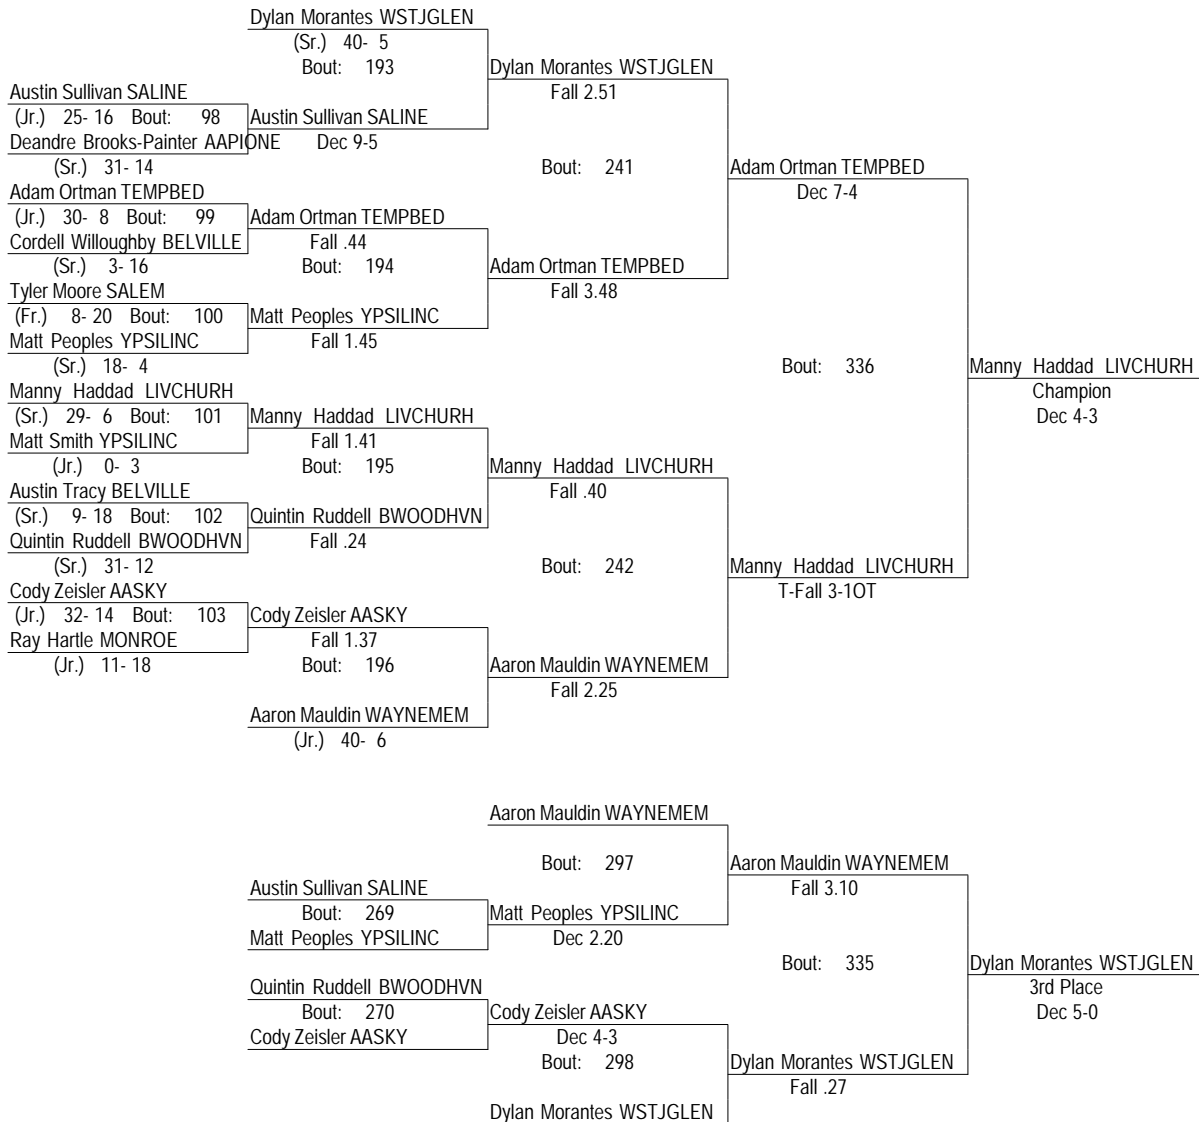 Dylan Morantes WSTJGLEN
(Sr.) 40- 5
Bout: 193
Dylan Morantes WSTJGLEN
Fall 2.51
Austin Sullivan SALINE
(Jr.) 25- 16 Bout: 98
Austin Sullivan SALINE
Deandre Brooks-Painter AAPIONE
Dec 9-5
(Sr.) 31- 14
Bout: 241
Adam Ortman TEMPBED
Dec 7-4
Adam Ortman TEMPBED
(Jr.) 30- 8 Bout: 99
Adam Ortman TEMPBED
Cordell Willoughby BELVILLE
Fall .44
(Sr.) 3- 16
Bout: 194
Adam Ortman TEMPBED
Fall 3.48
Tyler Moore SALEM
(Fr.) 8- 20 Bout: 100
Matt Peoples YPSILINC
Matt Peoples YPSILINC
Fall 1.45
(Sr.) 18- 4
Bout: 336
Manny Haddad LIVCHURH
Champion
Dec 4-3
Manny Haddad LIVCHURH
(Sr.) 29- 6 Bout: 101
Manny Haddad LIVCHURH
Matt Smith YPSILINC
Fall 1.41
(Jr.) 0- 3
Bout: 195
Manny Haddad LIVCHURH
Fall .40
Austin Tracy BELVILLE
(Sr.) 9- 18 Bout: 102
Quintin Ruddell BWOODHVN
Quintin Ruddell BWOODHVN
Fall .24
(Sr.) 31- 12
Bout: 242
Manny Haddad LIVCHURH
T-Fall 3-1OT
Cody Zeisler AASKY
(Jr.) 32- 14 Bout: 103
Cody Zeisler AASKY
Ray Hartle MONROE
Fall 1.37
(Jr.) 11- 18
Bout: 196
Aaron Mauldin WAYNEMEM
Fall 2.25
Aaron Mauldin WAYNEMEM
(Jr.) 40- 6
Aaron Mauldin WAYNEMEM
Bout: 297
Aaron Mauldin WAYNEMEM
Fall 3.10
Austin Sullivan SALINE
Bout: 269
Matt Peoples YPSILINC
Matt Peoples YPSILINC
Dec 2.20
Bout: 335
Dylan Morantes WSTJGLEN
3rd Place
Dec 5-0
Quintin Ruddell BWOODHVN
Bout: 270
Cody Zeisler AASKY
Cody Zeisler AASKY
Dec 4-3
Bout: 298
Dylan Morantes WSTJGLEN
Fall .27
Dylan Morantes WSTJGLEN